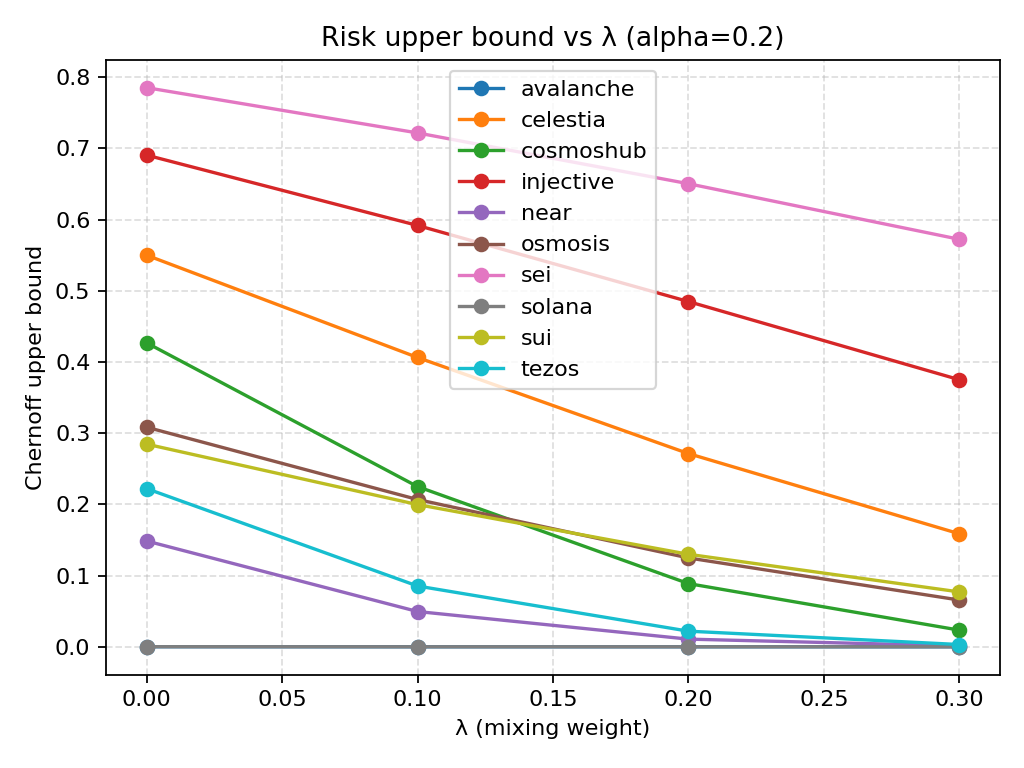 Risk upper bound vs λ (alpha=0.2)
0.8
0.7
0.6
0.5
0.4
0.3
0.2
0.1
0.0
Chernoff upper bound
avalanche
celestia
cosmoshub
injective
near
osmosis
sei
solana
sui
tezos
0.00 0.05 0.10 0.15 0.20 0.25 0.30
λ (mixing weight)